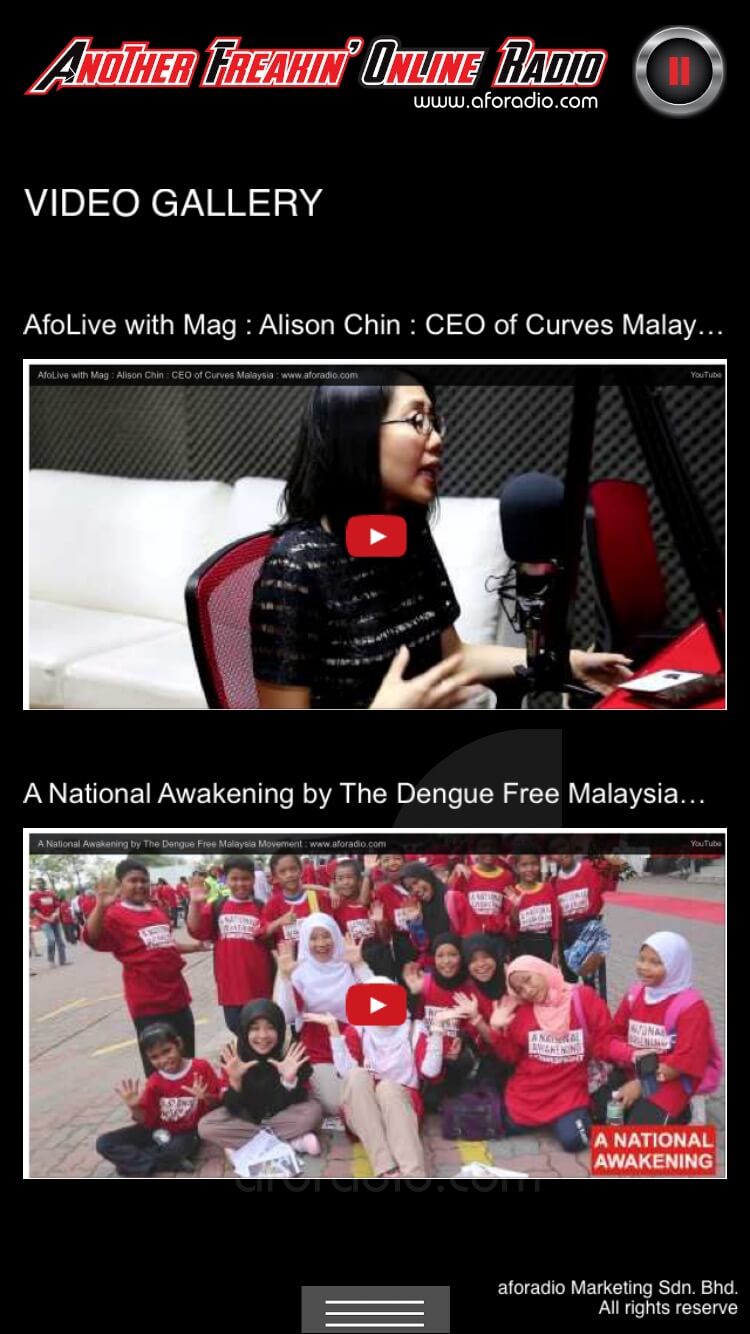 ANOTHER FREAKIN' ONLINE RADIO
www.aforadio.com
VIDEO GALLERY
AfoLive with Mag : Alison Chin : CEO of Curves Malay...
AfoLive with Mag : Alison Chin : CEO of Curves Malaysia : www.aforadio.com
YouTube
A National Awakening by The Dengue Free Malaysia...
A National Awakening by The Dengue Free Malaysia Movement : www.aforadio.com
YouTube
A NATIONAL
AWAKENING
A NATIONAL
AWAKENING
aforadio.com
aforadio Marketing Sdn. Bhd.
All rights reserve